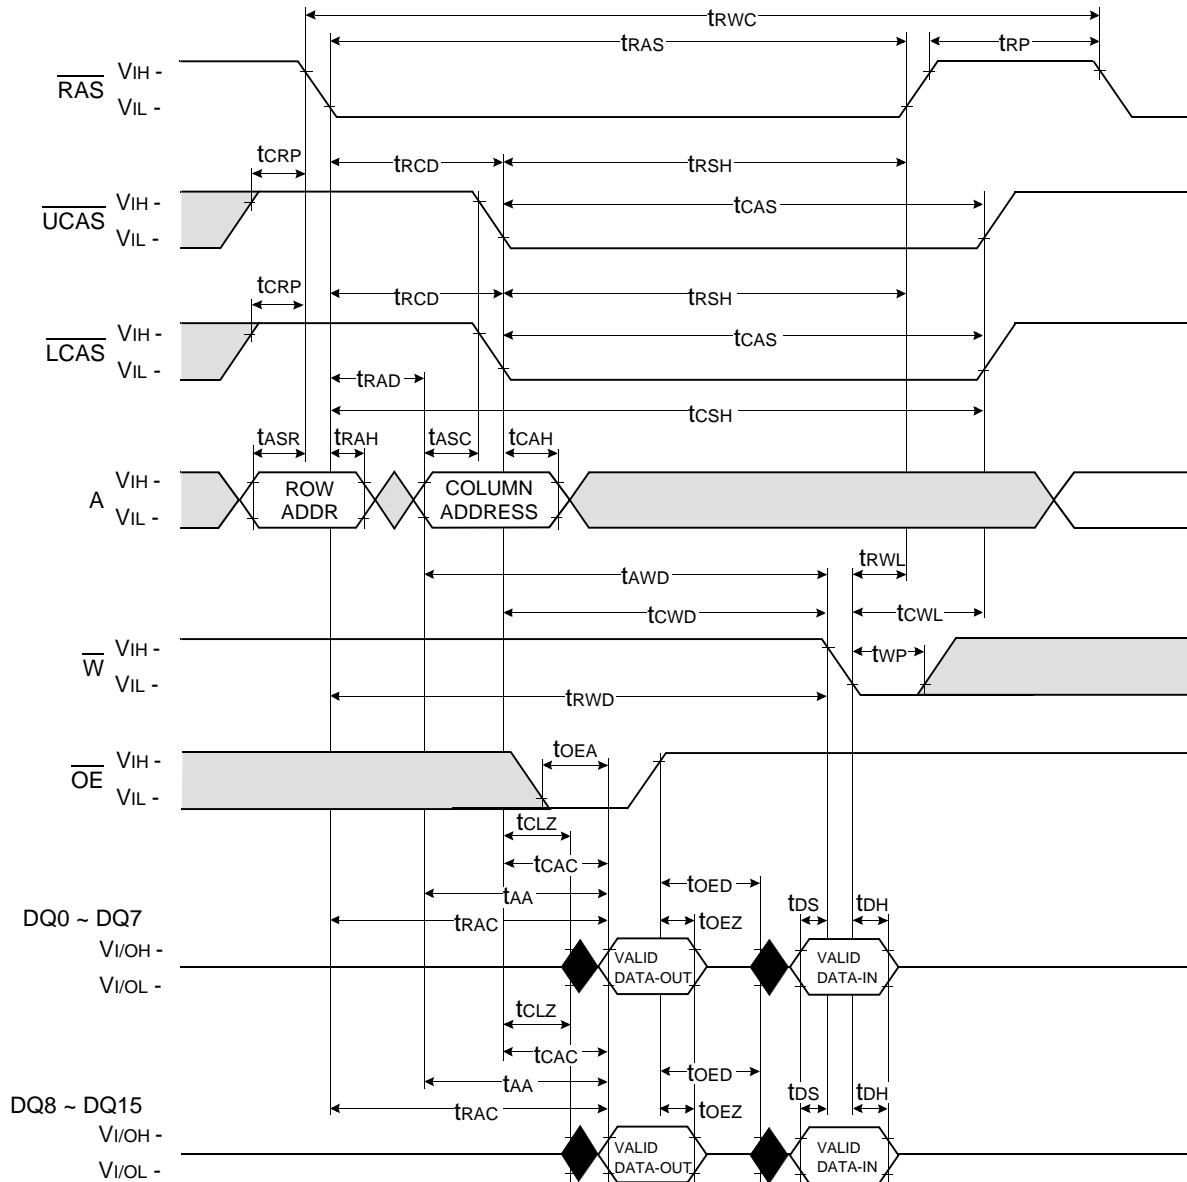 tRWC
tRAS tRP
RAS VIH -
VIL -
tCRP tRCD tRSH
UCAS VIH -
VIL -
tCAS
tCRP tRCD tRSH
LCAS VIH -
VIL -
tCAS
tRAD
tCSH
tASR tRAH tASC tCAH
A VIH -
VIL -
ROW
ADDR
COLUMN
ADDRESS
tAWD tRWL
tCWD tCWL
W VIH -
VIL -
tWP
tRWD
OE VIH -
VIL -
tOEA
tCLZ
tCAC
tAA tOED
DQ0 ~ DQ7
tRAC tOEZ tDS tDH
VI/OH -
VI/OL -
VALID
DATA-OUT
VALID
DATA-IN
tCLZ
tCAC
tAA tOED
DQ8 ~ DQ15
tRAC tOEZ tDS tDH
VI/OH -
VI/OL -
VALID
DATA-OUT
VALID
DATA-IN